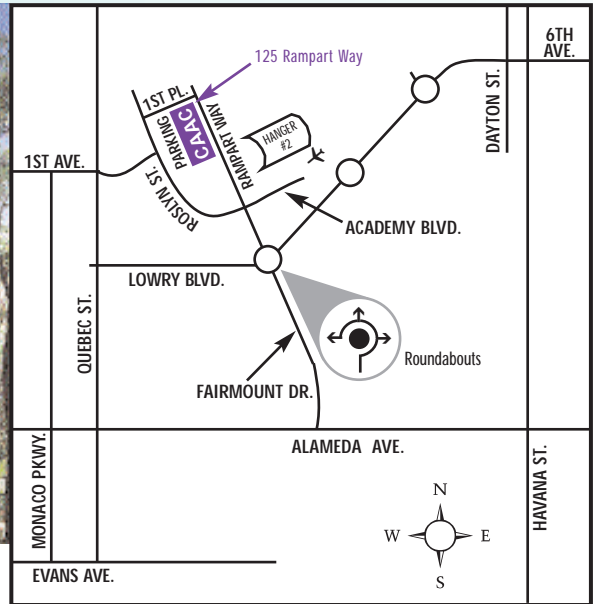 6TH
AVE.
125 Rampart Way
DAYTON ST.
1ST PL.
PARKING
CAAC
RAMPART WAY
HANGER
#2
1ST AVE.
ROSLYN ST.
ACADEMY BLVD.
LOWRY BLVD.
QUEBEC ST.
Roundabouts
FAIRMOUNT DR.
ALAMEDA AVE.
MONACO PKWY.
HAVANA ST.
N
W
E
S
EVANS AVE.